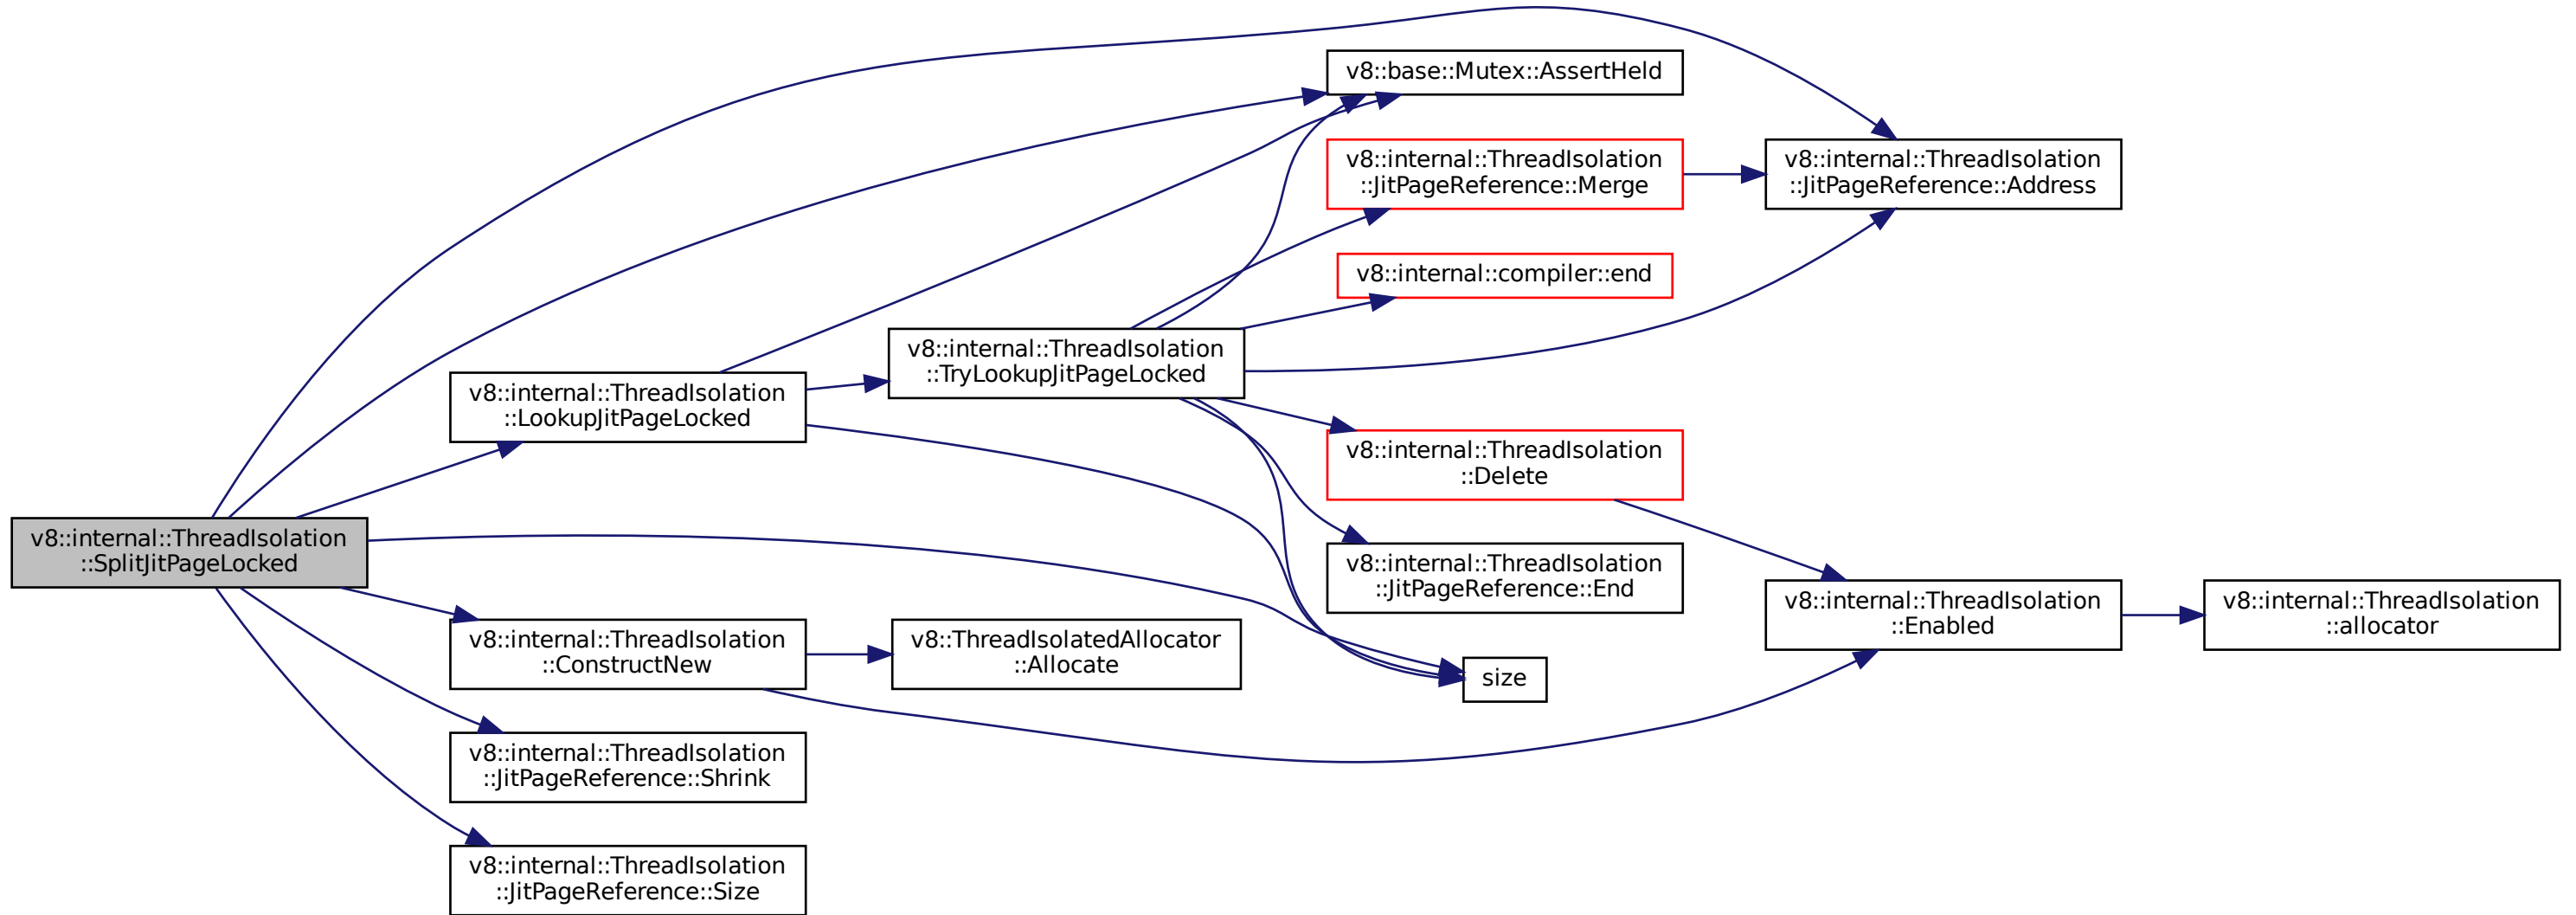 v8::internal::ThreadIsolation
::SplitJitPageLocked
v8::internal::ThreadIsolation
::LookupJitPageLocked
v8::internal::ThreadIsolation
::ConstructNew
v8::internal::ThreadIsolation
::JitPageReference::Shrink
v8::internal::ThreadIsolation
::JitPageReference::Size
v8::internal::ThreadIsolation
::TryLookupJitPageLocked
v8::ThreadIsolatedAllocator
::Allocate
v8::base::Mutex::AssertHeld
v8::internal::ThreadIsolation
::JitPageReference::Merge
v8::internal::compiler::end
v8::internal::ThreadIsolation
::Delete
v8::internal::ThreadIsolation
::JitPageReference::End
size
v8::internal::ThreadIsolation
::JitPageReference::Address
v8::internal::ThreadIsolation
::Enabled
v8::internal::ThreadIsolation
::allocator